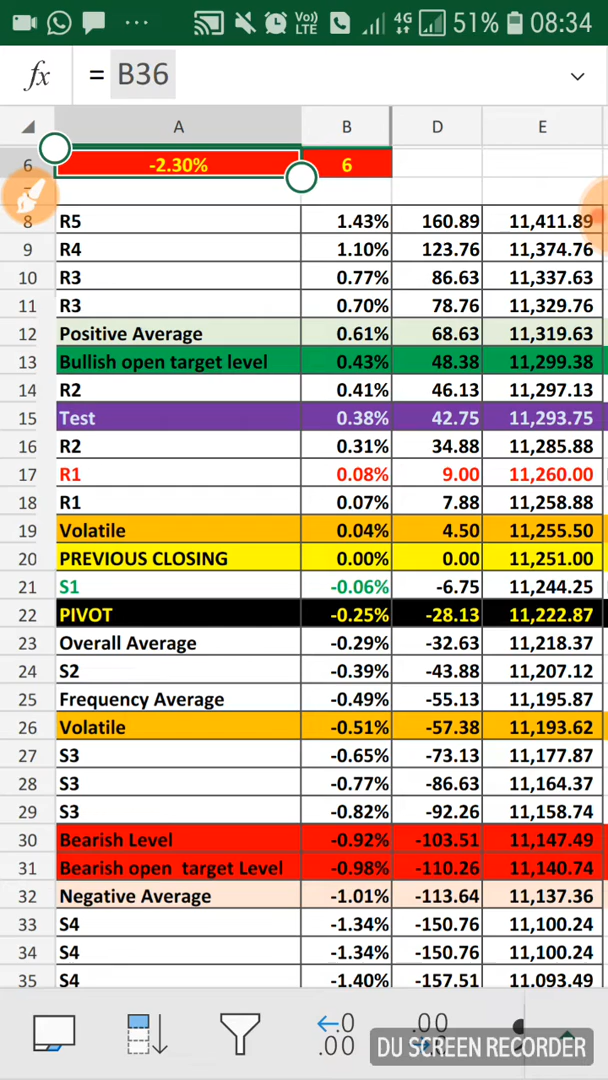 Vo)) LTE 4G 51% 08:34
fx = B36
A B D E
6 -2.30% 6
8 R5 1.43% 160.89 11,411.89
9 R4 1.10% 123.76 11,374.76
10 R3 0.77% 86.63 11,337.63
11 R3 0.70% 78.76 11,329.76
12 Positive Average 0.61% 68.63 11,319.63
13 Bullish open target level 0.43% 48.38 11,299.38
14 R2 0.41% 46.13 11,297.13
15 Test 0.38% 42.75 11,293.75
16 R2 0.31% 34.88 11,285.88
17 R1 0.08% 9.00 11,260.00
18 R1 0.07% 7.88 11,258.88
19 Volatile 0.04% 4.50 11,255.50
20 PREVIOUS CLOSING 0.00% 0.00 11,251.00
21 S1 -0.06% -6.75 11,244.25
22 PIVOT -0.25% -28.13 11,222.87
23 Overall Average -0.29% -32.63 11,218.37
24 S2 -0.39% -43.88 11,207.12
25 Frequency Average -0.49% -55.13 11,195.87
26 Volatile -0.51% -57.38 11,193.62
27 S3 -0.65% -73.13 11,177.87
28 S3 -0.77% -86.63 11,164.37
29 S3 -0.82% -92.26 11,158.74
30 Bearish Level -0.92% -103.51 11,147.49
31 Bearish open target Level -0.98% -110.26 11,140.74
32 Negative Average -1.01% -113.64 11,137.36
33 S4 -1.34% -150.76 11,100.24
34 S4 -1.34% -150.76 11,100.24
35 S4 -1.40% -157.51 11,093.49
.0 .00
.00
DU SCREEN RECORDER